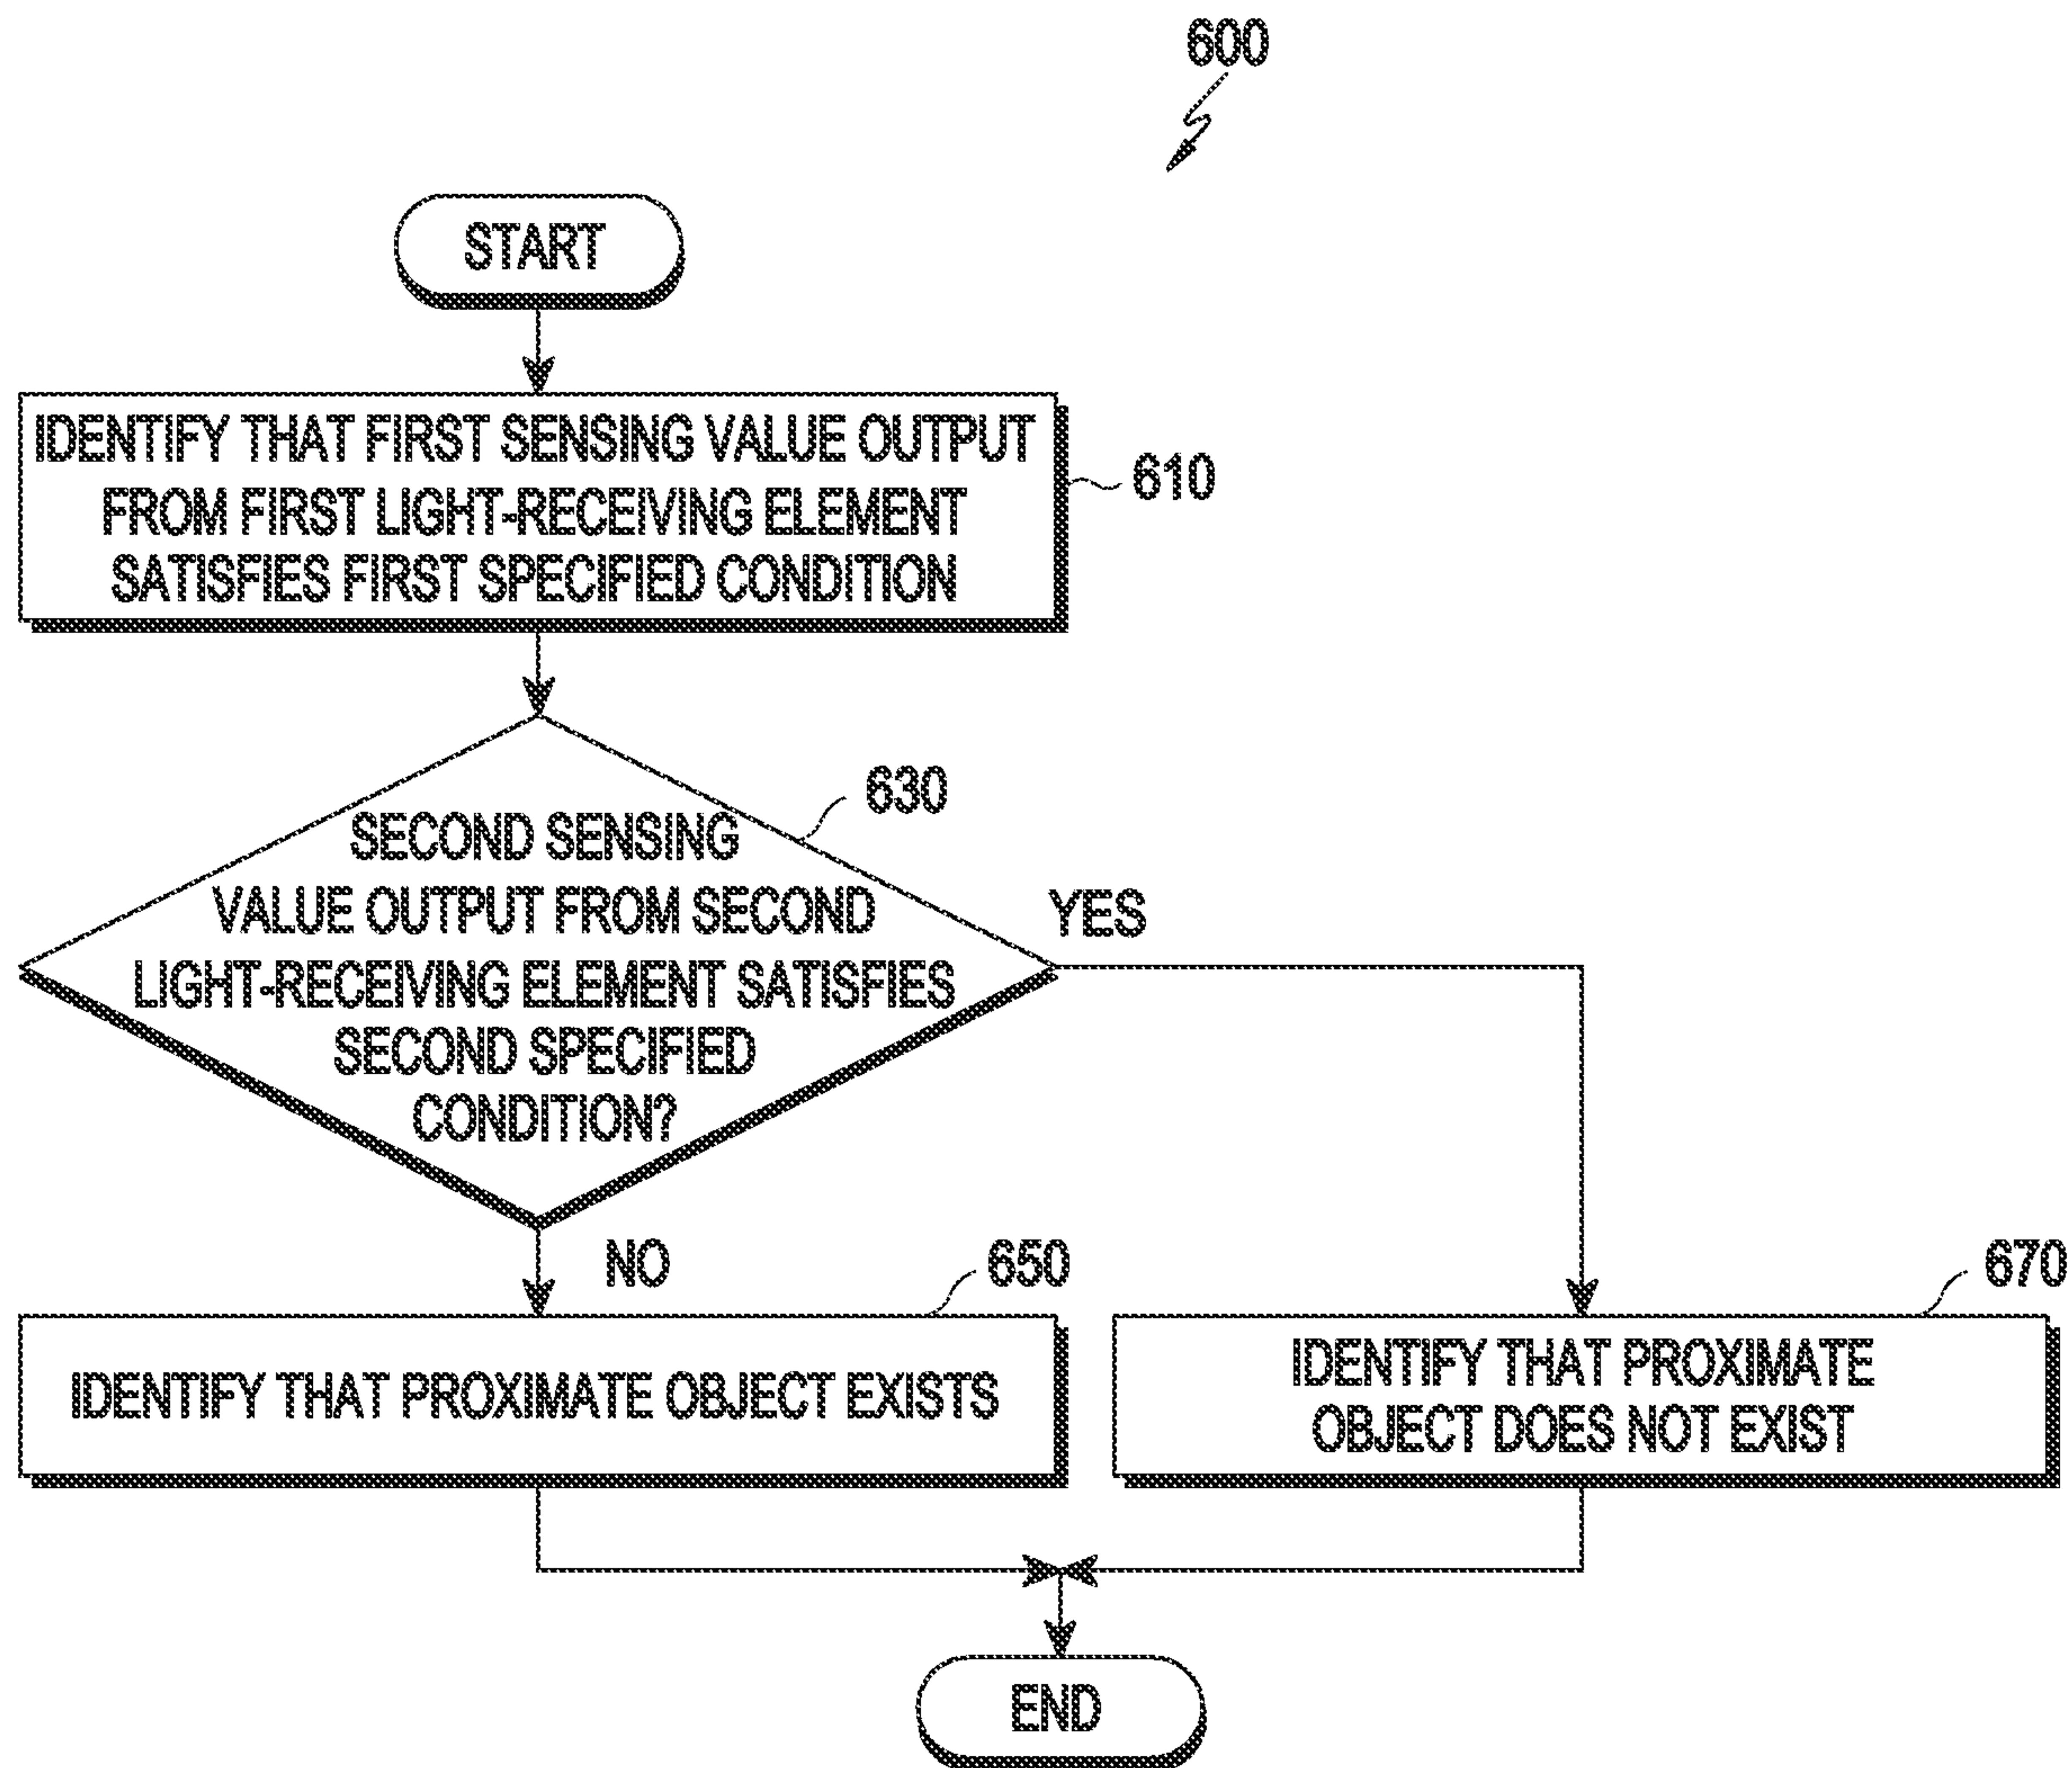 600
START
IDENTIFY THAT FIRST SENSING VALUE OUTPUT
FROM FIRST LIGHT-RECEIVING ELEMENT
SATISFIES FIRST SPECIFIED CONDITION
610
630
SECOND SENSING
VALUE OUTPUT FROM SECOND
LIGHT-RECEIVING ELEMENT SATISFIES
SECOND SPECIFIED
CONDITION?
YES
NO
650
IDENTIFY THAT PROXIMATE OBJECT EXISTS
670
IDENTIFY THAT PROXIMATE
OBJECT DOES NOT EXIST
END